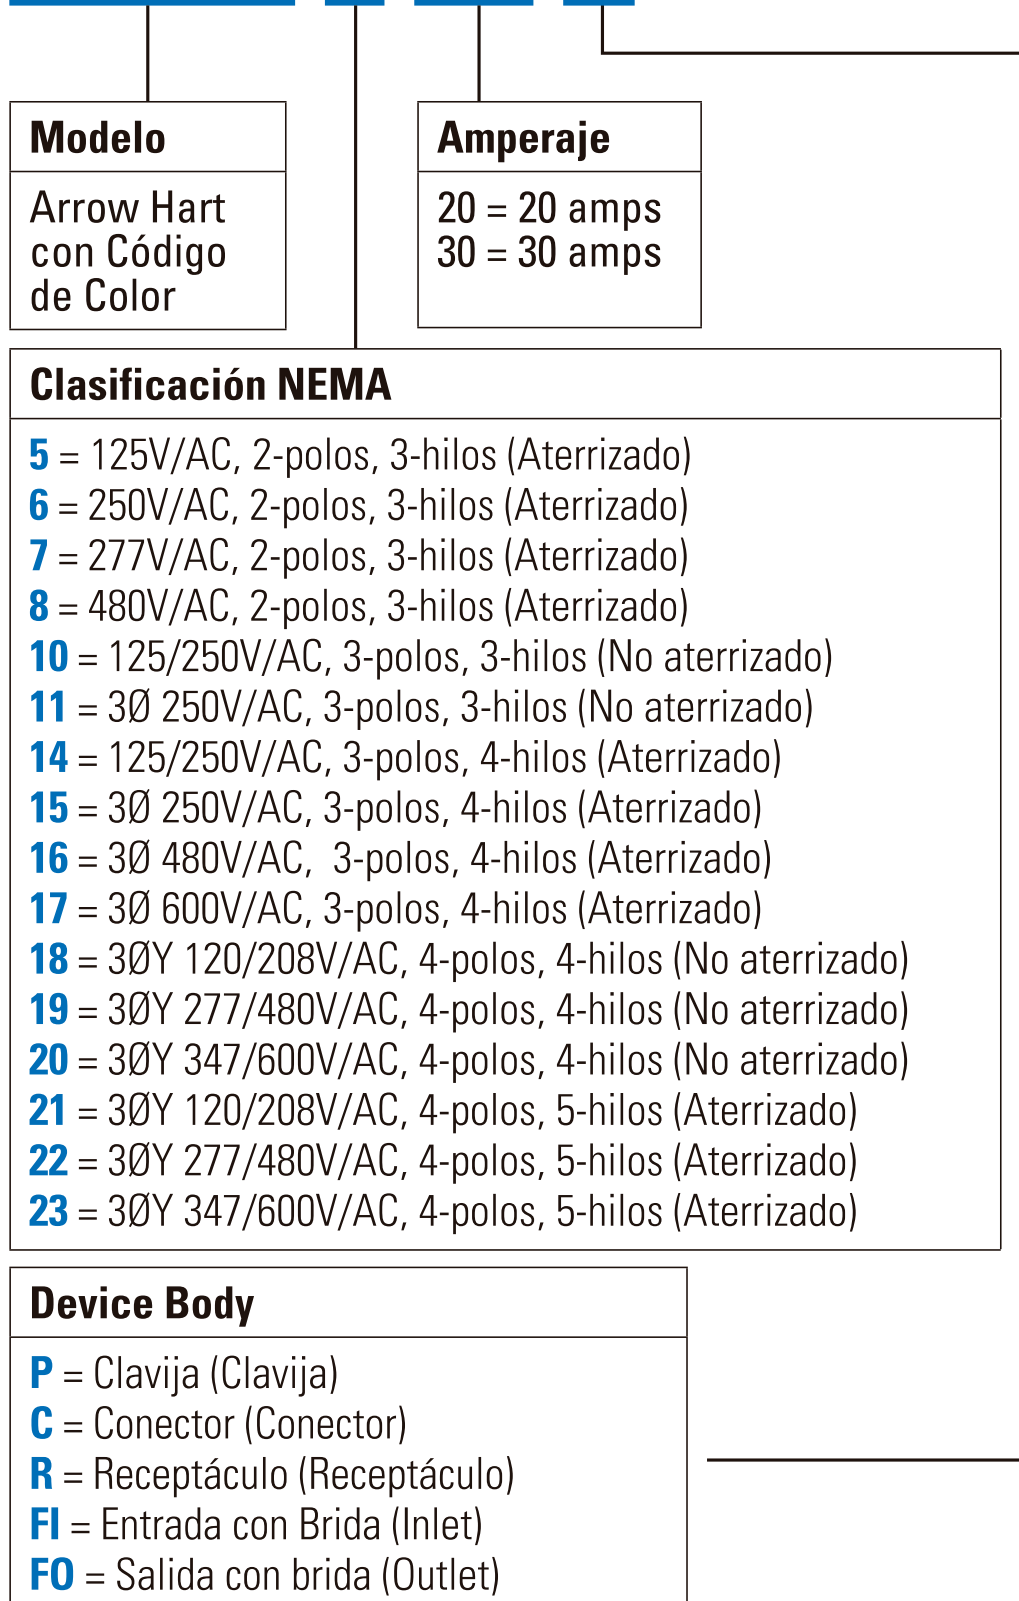 Modelo
Arrow Hart
con Código
de Color
Amperaje
20 = 20 amps
30 = 30 amps
Clasificación NEMA
5 = 125V/AC, 2-polos, 3-hilos (Aterrizado)
6 = 250V/AC, 2-polos, 3-hilos (Aterrizado)
7 = 277V/AC, 2-polos, 3-hilos (Aterrizado)
8 = 480V/AC, 2-polos, 3-hilos (Aterrizado)
10 = 125/250V/AC, 3-polos, 3-hilos (No aterrizado)
11 = 3Ø 250V/AC, 3-polos, 3-hilos (No aterrizado)
14 = 125/250V/AC, 3-polos, 4-hilos (Aterrizado)
15 = 3Ø 250V/AC, 3-polos, 4-hilos (Aterrizado)
16 = 3Ø 480V/AC, 3-polos, 4-hilos (Aterrizado)
17 = 3Ø 600V/AC, 3-polos, 4-hilos (Aterrizado)
18 = 3ØY 120/208V/AC, 4-polos, 4-hilos (No aterrizado)
19 = 3ØY 277/480V/AC, 4-polos, 4-hilos (No aterrizado)
20 = 3ØY 347/600V/AC, 4-polos, 4-hilos (No aterrizado)
21 = 3ØY 120/208V/AC, 4-polos, 5-hilos (Aterrizado)
22 = 3ØY 277/480V/AC, 4-polos, 5-hilos (Aterrizado)
23 = 3ØY 347/600V/AC, 4-polos, 5-hilos (Aterrizado)
Device Body
P = Clavija (Clavija)
C = Conector (Conector)
R = Receptáculo (Receptáculo)
FI = Entrada con Brida (Inlet)
FO = Salida con brida (Outlet)